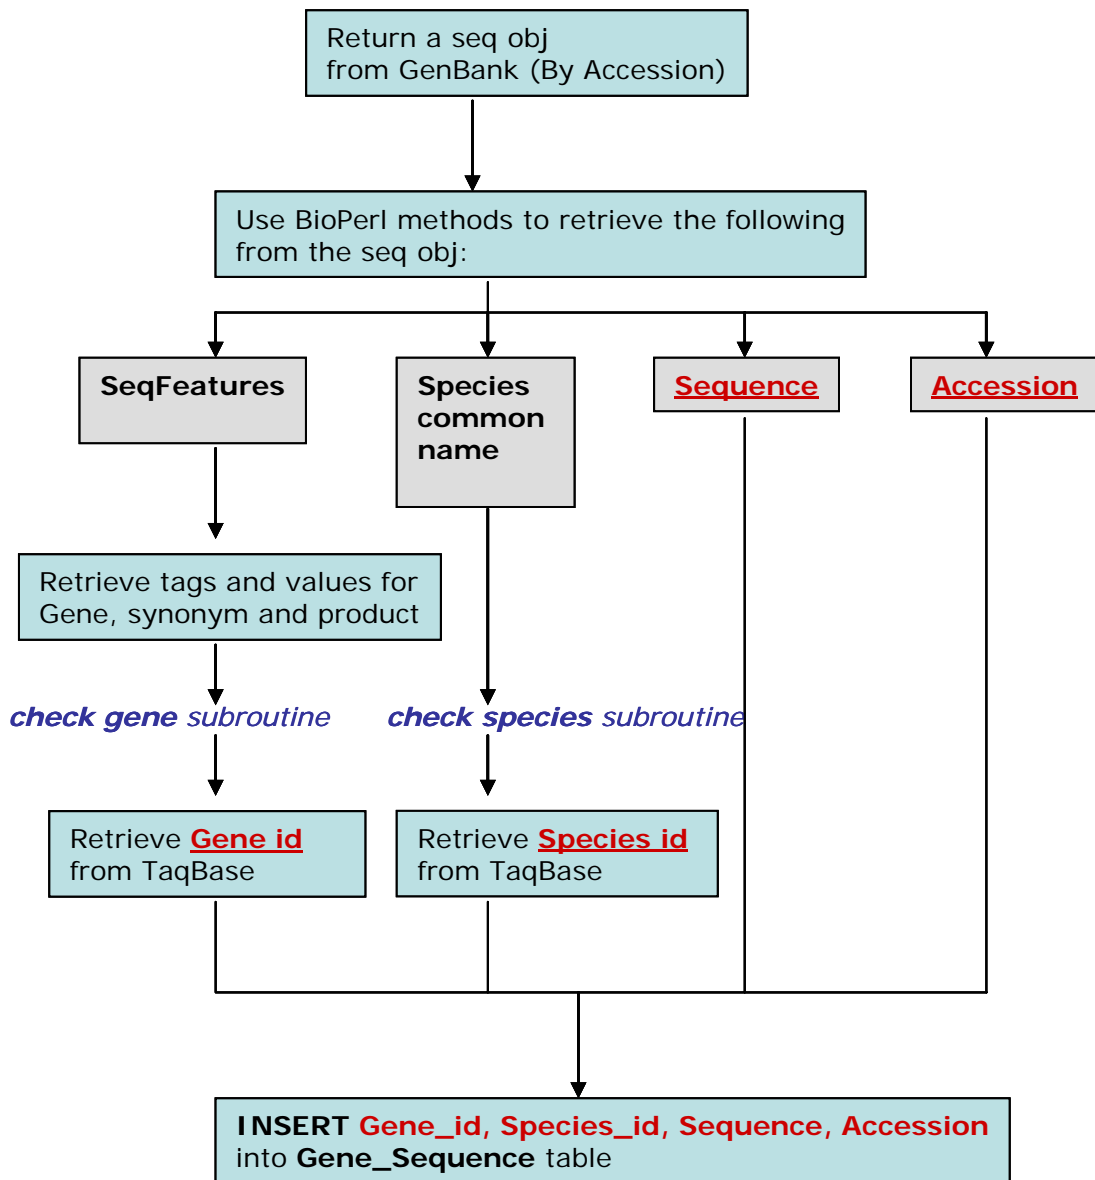 Return a seq obj
from GenBank (By Accession)
Use BioPerl methods to retrieve the following
from the seq obj:
SeqFeatures
Species
common
name
Sequence
Accession
Retrieve tags and values for
Gene, synonym and product
check gene subroutine
check species subroutine
Retrieve Gene id
from TaqBase
Retrieve Species id
from TaqBase
INSERT Gene_id, Species_id, Sequence, Accession
into Gene_Sequence table